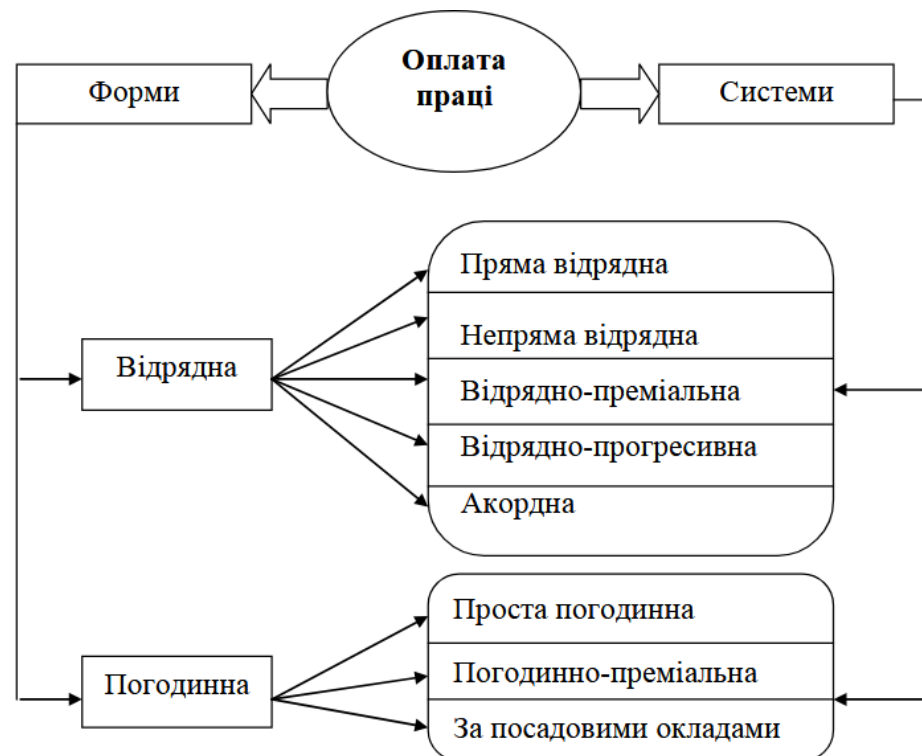 Оплата
праці
Форми
Системи
Пряма відрядна
Непряма відрядна
Відрядна
Відрядно-преміальна
Відрядно-прогресивна
Акордна
Проста погодинна
Погодинна
Погодинно-преміальна
За посадовими окладами